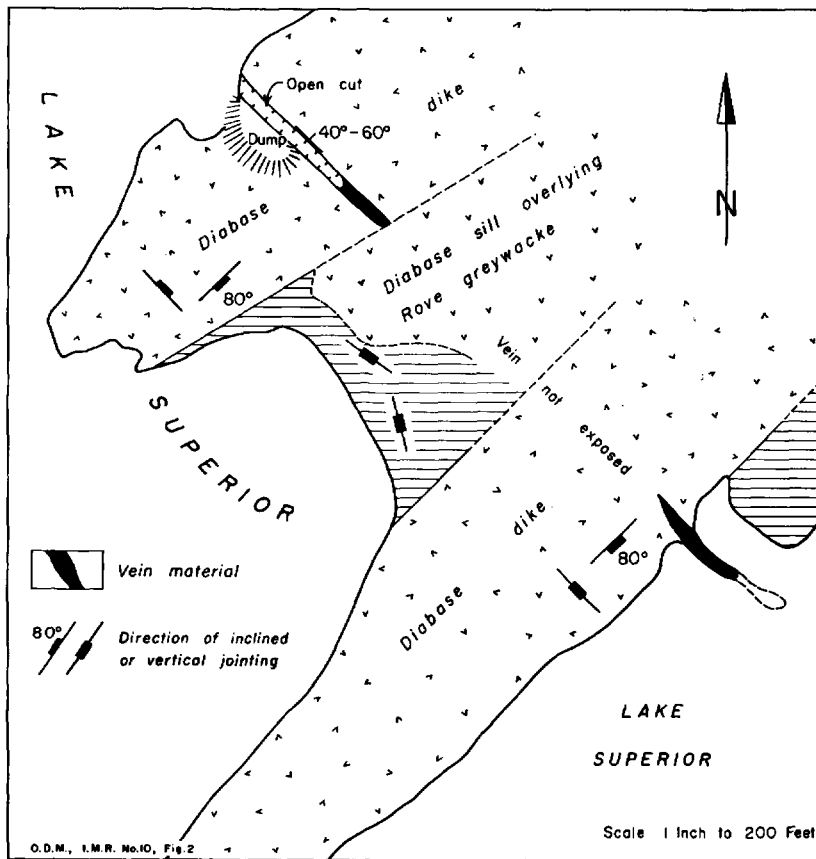 LAKE
SUPERIOR
Open cut
Dump
40°-60°
dike
Diabase
80°
Diabase sill overlying
Rove greywacke
Vein not exposed
N
Diabase dike
80°
Vein material
80°
Direction of inclined
or vertical jointing
LAKE
SUPERIOR
O.D.M., I.M.R. No.10, Fig.2
Scale 1 Inch to 200 Feet